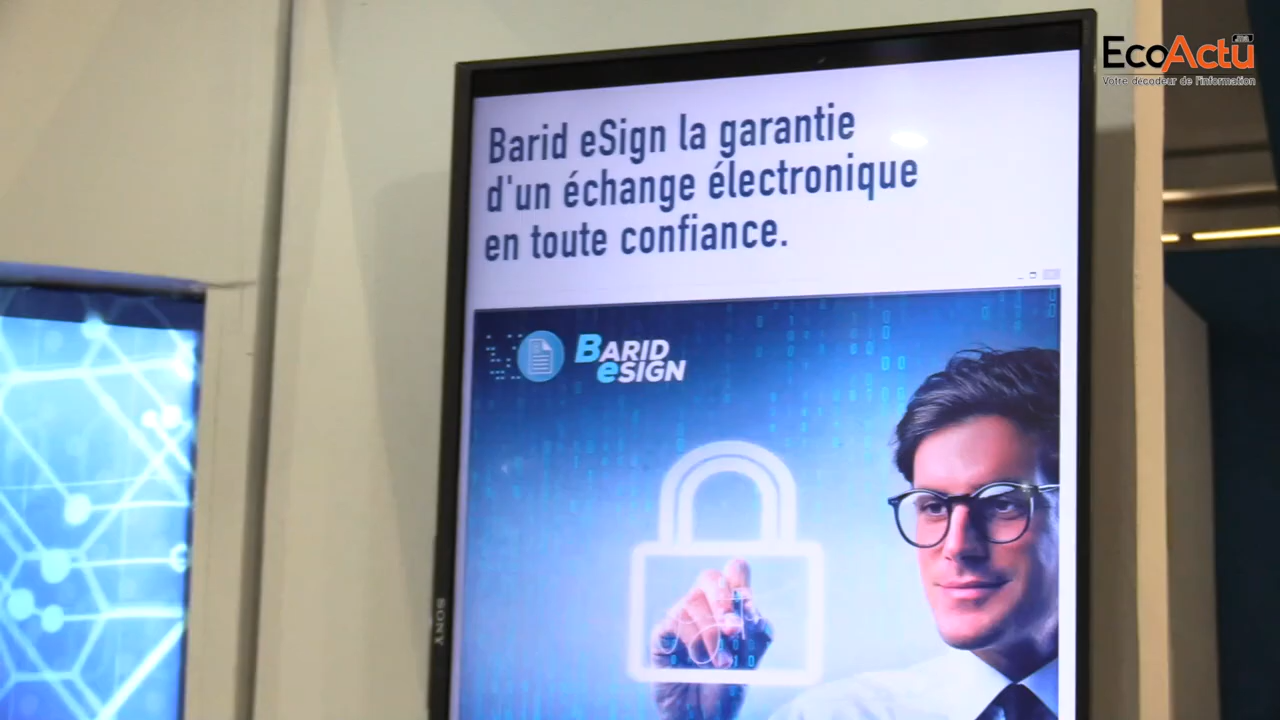 EcoActu
Votre décodeur de l'information
Barid eSign la garantie
d'un échange électronique
en toute confiance.
BARID
eSIGN
SONY